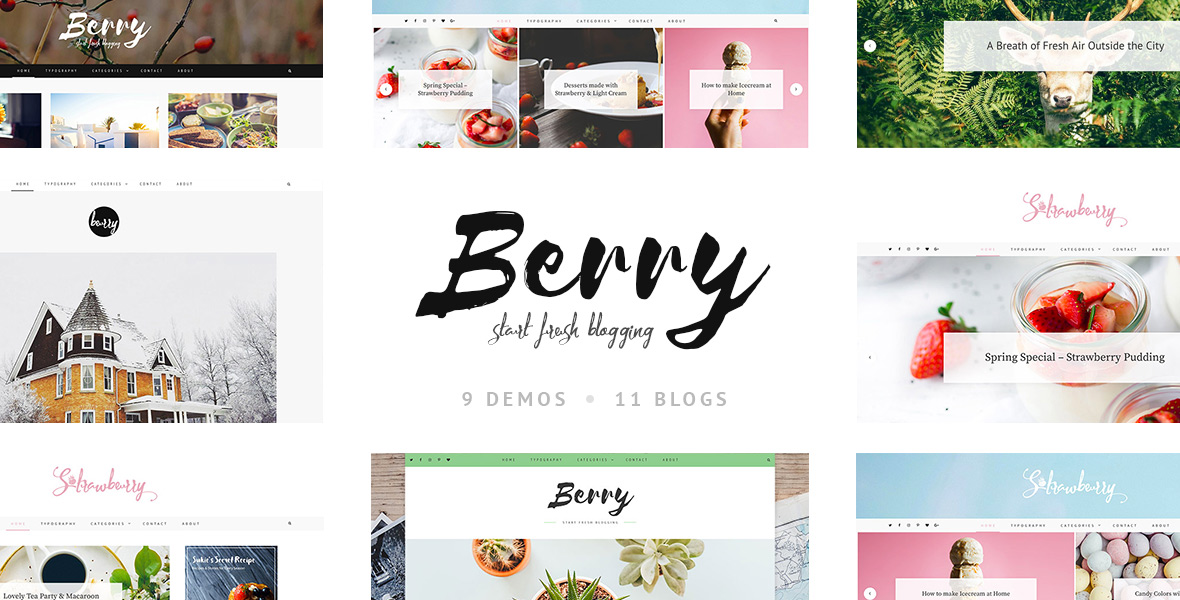 Berry
start fresh blogging
HOME TYPOGRAPHY CATEGORIES CONTACT ABOUT
HOME TYPOGRAPHY CATEGORIES CONTACT ABOUT
Spring Special –
Strawberry Pudding
Desserts made with
Strawberry & Light Cream
How to make Icecream at
Home
A Breath of Fresh Air Outside the City
HOME TYPOGRAPHY CATEGORIES CONTACT ABOUT
berry
Berry
start fresh blogging
9 DEMOS • 11 BLOGS
Strawberry
HOME TYPOGRAPHY CATEGORIES CONTACT ABOUT
Spring Special – Strawberry Pudding
Strawberry
HOME TYPOGRAPHY CATEGORIES CONTACT ABOUT
Lovely Tea Party & Macaroon
Sukie's Secret Recipe
HOME TYPOGRAPHY CATEGORIES CONTACT ABOUT
Berry
START FRESH BLOGGING
Strawberry
HOME TYPOGRAPHY CATEGORIES CONTACT ABOUT
How to make Icecream at Home
Candy Colors